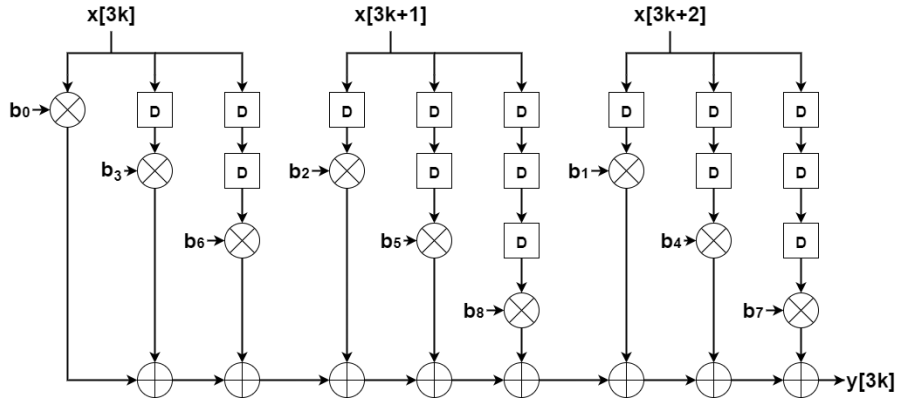 x[3k] x[3k+1] x[3k+2]
b₀ D D D D D D D D
b₃ D b₂ D D b₁ D D
b₆ b₅ D b₄ D
b₈ b₇
y[3k]